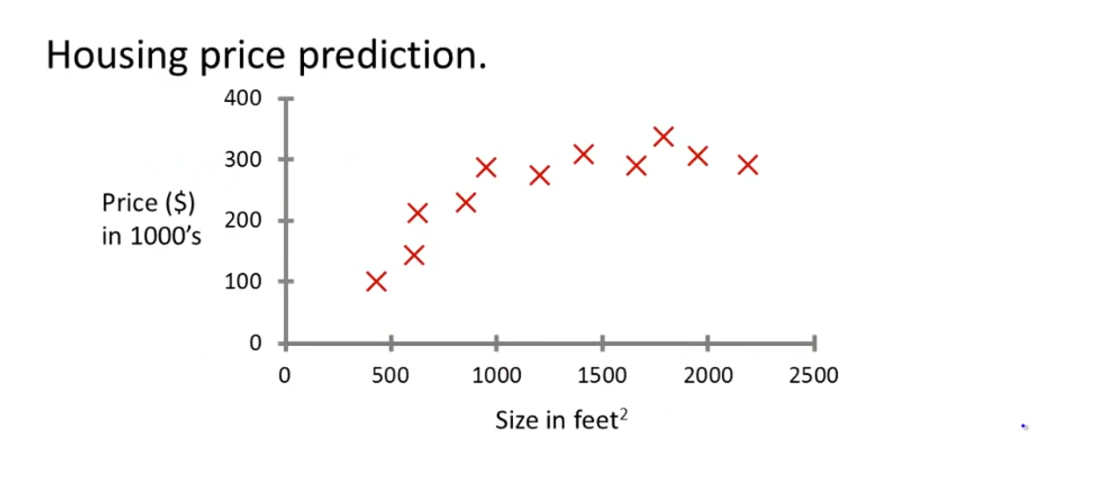 Housing price prediction.
400
300
Price ($)
in 1000’s
200
100
0
0 500 1000 1500 2000 2500
Size in feet²